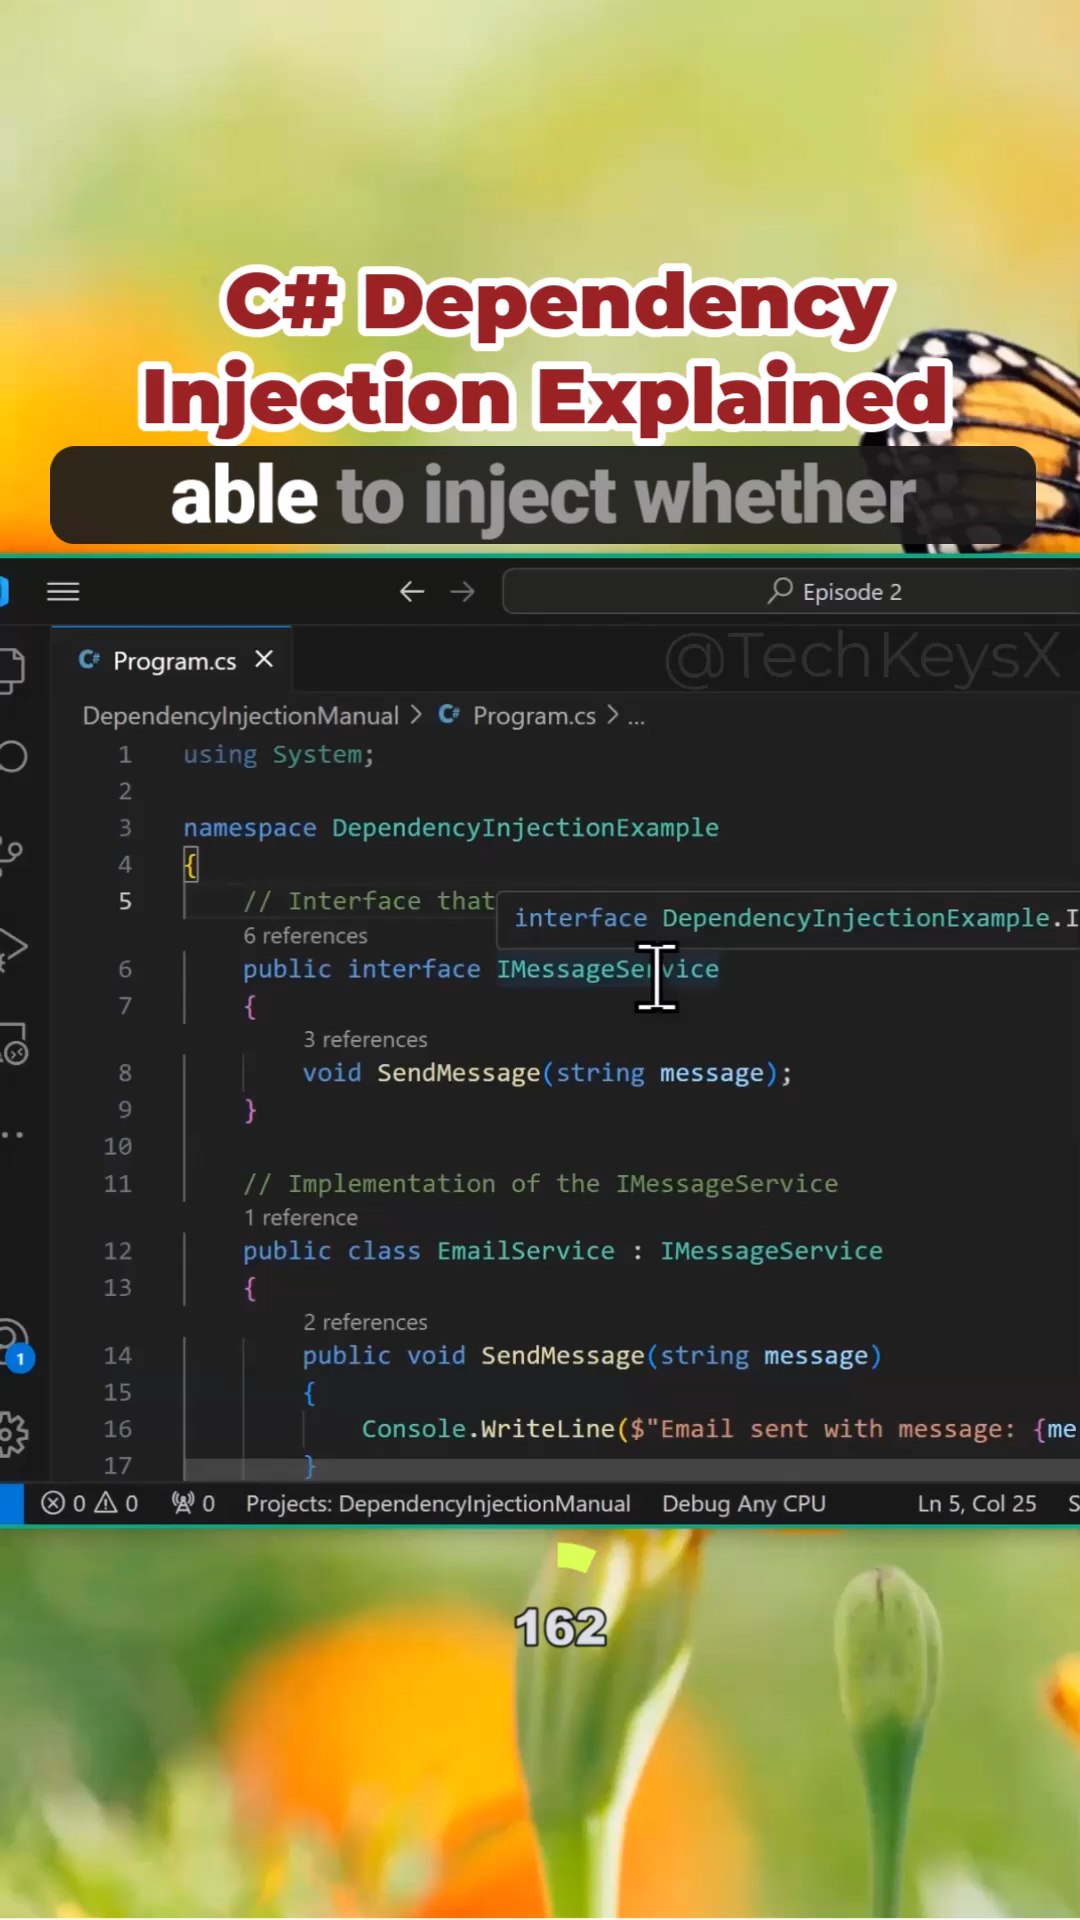 C# Dependency
Injection Explained
able to inject whether
Episode 2
Program.cs
@TechKeysX
DependencyInjectionManual > C# Program.cs > ...
1 using System;
2
3 namespace DependencyInjectionExample
4 {
5 // Interface that
interface DependencyInjectionExample.I
6 references
6 public interface IMessageService
7 {
3 references
8 void SendMessage(string message);
9 }
10
11 // Implementation of the IMessageService
1 reference
12 public class EmailService : IMessageService
13 {
2 references
14 public void SendMessage(string message)
15 {
16 Console.WriteLine($"Email sent with message: {me
17 }
1
0 0 0 Projects: DependencyInjectionManual Debug Any CPU Ln 5, Col 25 S
162